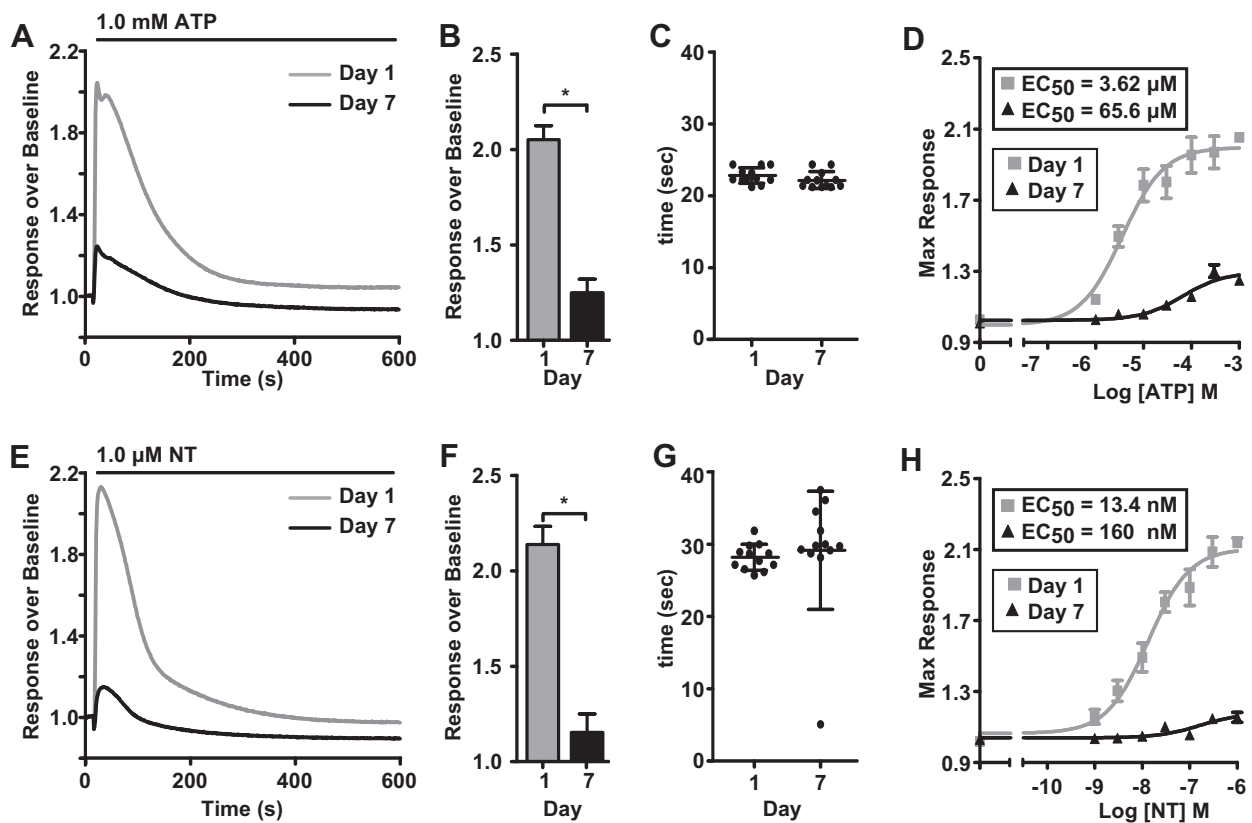 A
1.0 mM ATP
Response over Baseline
2.2
1.8
1.4
1.0
0
200
400
600
Time (s)
Day 1
Day 7
B
Response over Baseline
2.5
2.0
1.5
1.0
*
1
7
Day
C
time (sec)
40
30
20
10
0
1
7
Day
D
Max Response
2.5
2.1
1.7
1.3
0.9
EC50 = 3.62 µM
EC50 = 65.6 µM
Day 1
Day 7
0
-7
-6
-5
-4
-3
Log [ATP] M
E
1.0 µM NT
Response over Baseline
2.2
1.8
1.4
1.0
0
200
400
600
Time (s)
Day 1
Day 7
F
Response over Baseline
2.5
2.0
1.5
1.0
*
1
7
Day
G
time (sec)
40
30
20
10
0
1
7
Day
H
Max Response
2.5
2.1
1.7
1.3
0.9
EC50 = 13.4 nM
EC50 = 160 nM
Day 1
Day 7
-10
-9
-8
-7
-6
Log [NT] M